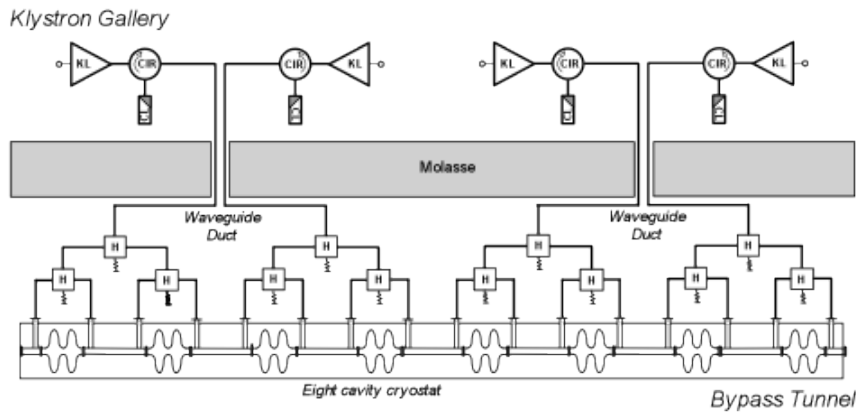 Klystron Gallery
KL CIR CIR KL KL CIR CIR KL
Molasse
Waveguide
Duct
Waveguide
Duct
H H H H
H H H H H H H H
Eight cavity cryostat
Bypass Tunnel